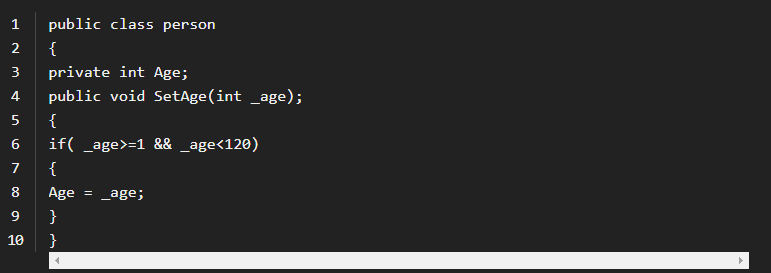 1 public class person
2 {
3 private int Age;
4 public void SetAge(int _age);
5 {
6 if( _age>=1 && _age<120)
7 {
8 Age = _age;
9 }
10 }